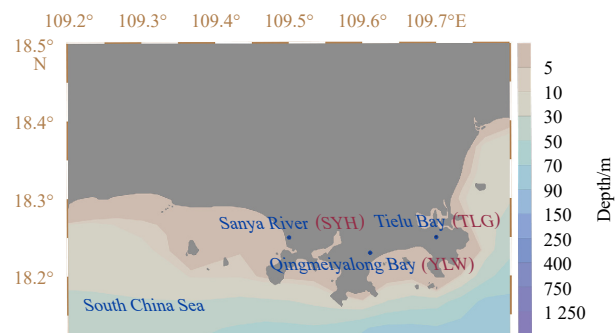 109.2° 109.3° 109.4° 109.5° 109.6° 109.7°E
18.5°
N
18.4°
18.3°
18.2°
Sanya River (SYH)
Tielu Bay (TLG)
Qingmeiyalong Bay (YLW)
South China Sea
5
10
30
50
70
90
150
250
400
750
1 250
Depth/m